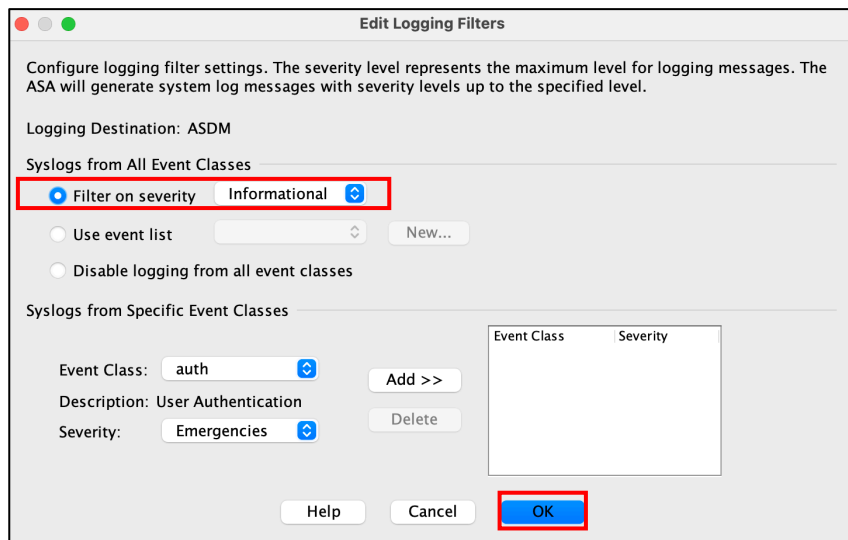 Edit Logging Filters
Configure logging filter settings. The severity level represents the maximum level for logging messages. The
ASA will generate system log messages with severity levels up to the specified level.
Logging Destination: ASDM
Syslogs from All Event Classes
Filter on severity Informational
Use event list New...
Disable logging from all event classes
Syslogs from Specific Event Classes
Event Class Severity
Event Class: auth
Add >>
Description: User Authentication
Delete
Severity: Emergencies
Help Cancel OK